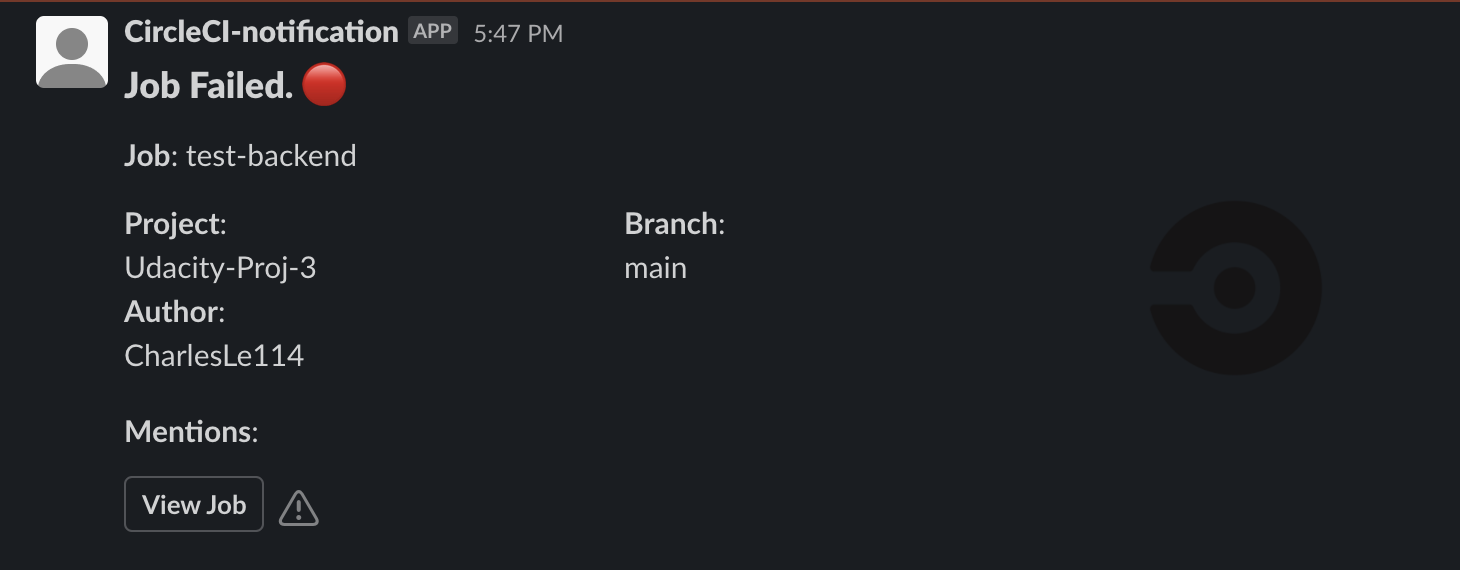 CircleCI-notification APP 5:47 PM
Job Failed.
Job: test-backend
Project:
Udacity-Proj-3
Branch:
main
Author:
CharlesLe114
Mentions:
View Job